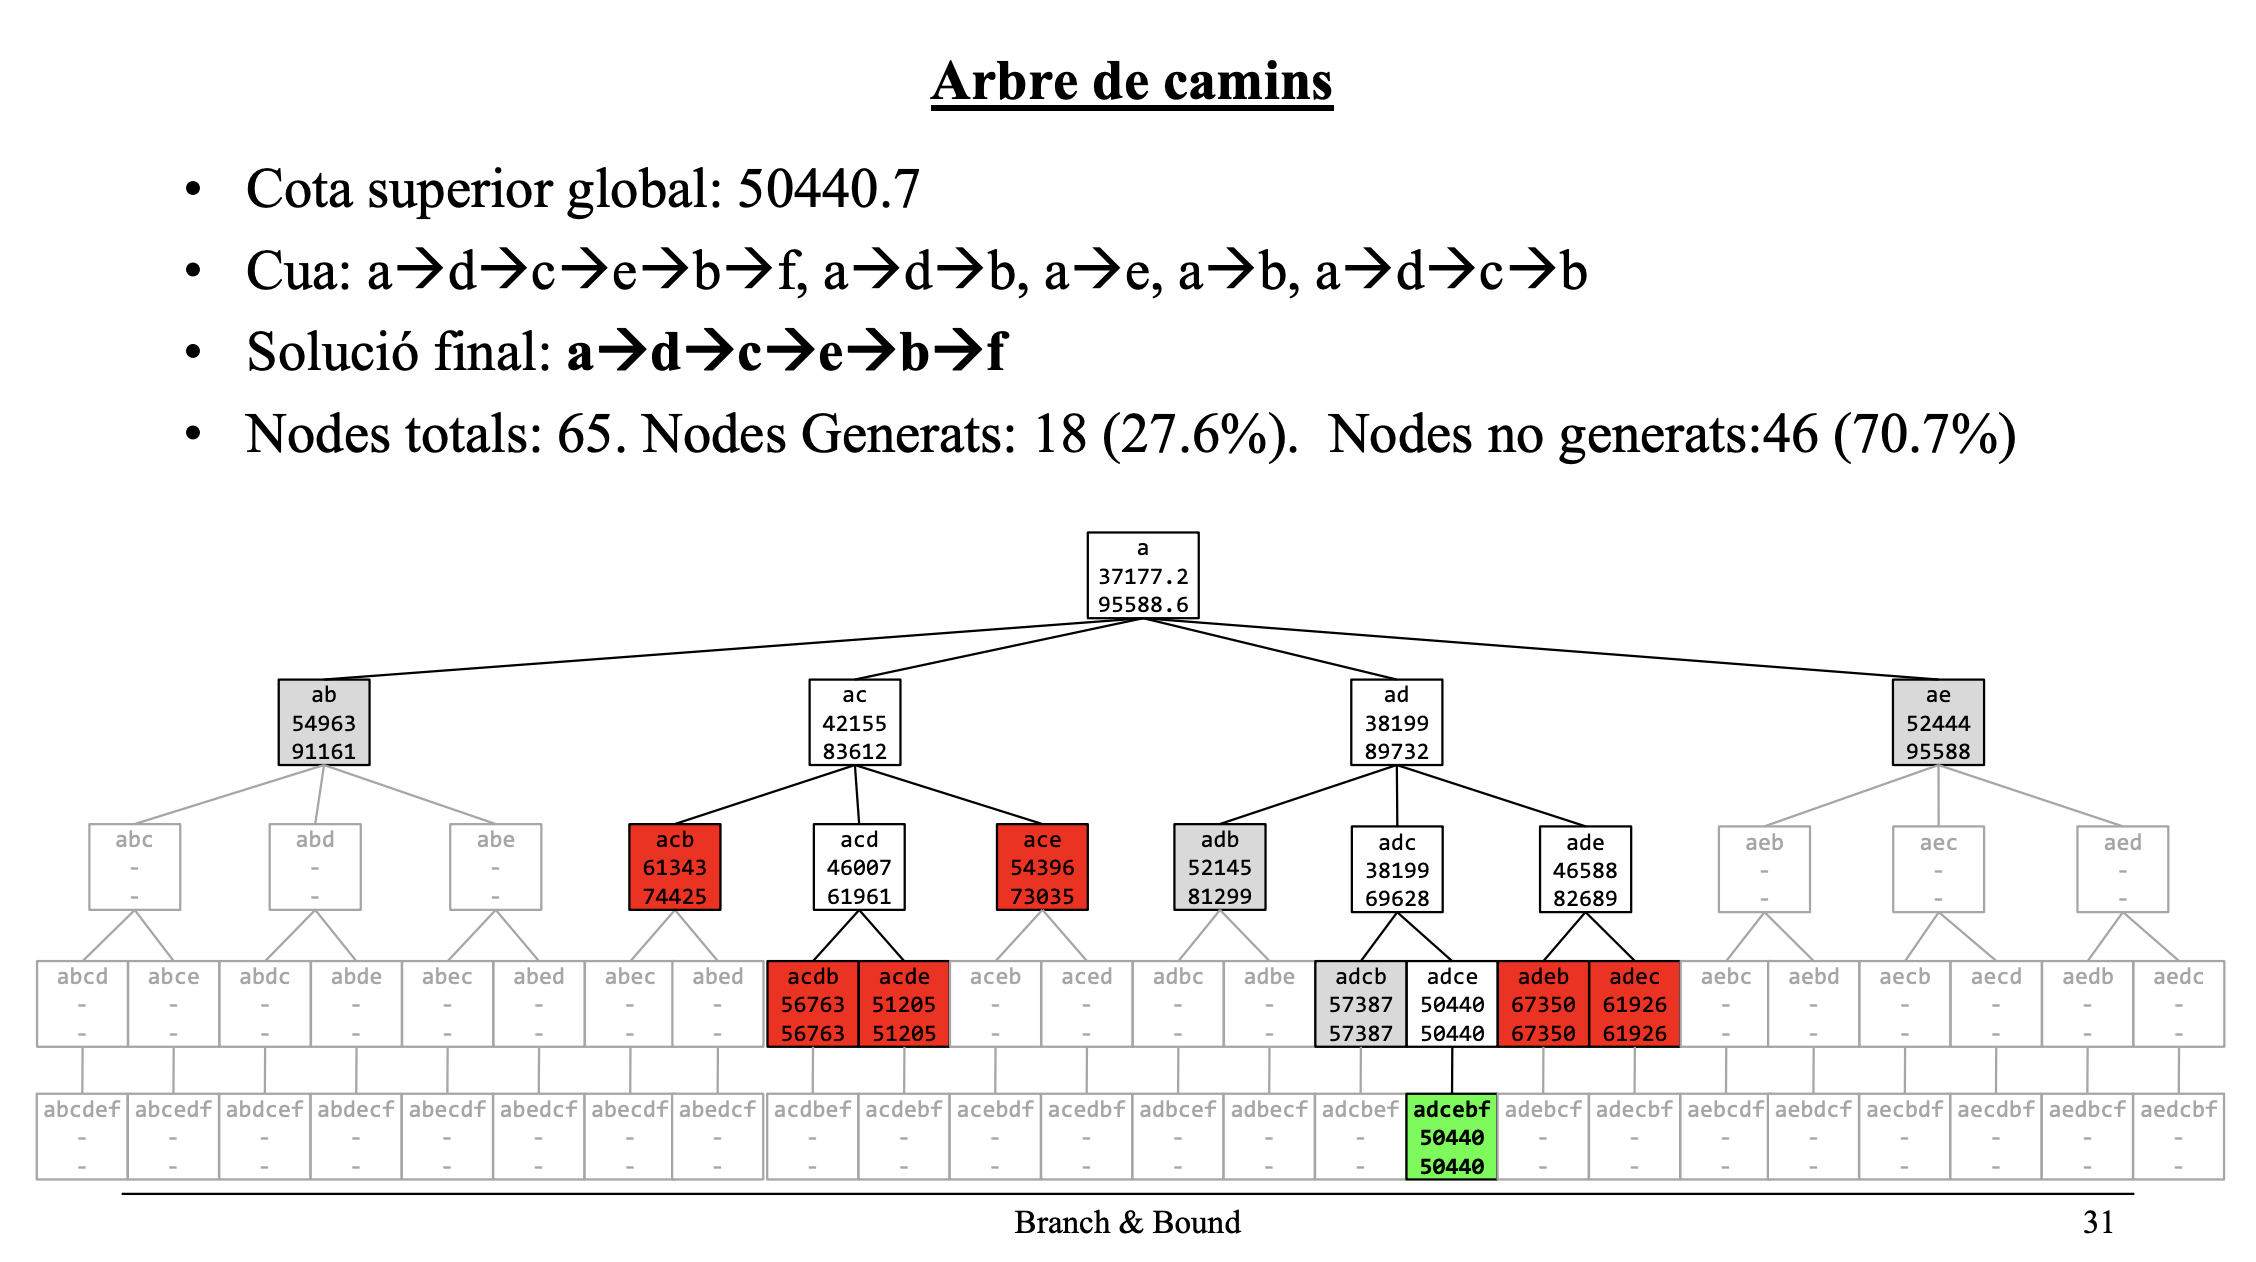 Arbre de camins
• Cota superior global: 50440.7
• Cua: a→d→c→e→b→f, a→d→b, a→e, a→b, a→d→c→b
• Solució final: a→d→c→e→b→f
• Nodes totals: 65. Nodes Generats: 18 (27.6%).  Nodes no generats:46 (70.7%)
a
37177.2
95588.6
ab ac ad ae
54963 42155 38199 52444
91161 83612 89732 95588
abc abd abe acb acd ace adb adc ade aeb aec aed
- - - 61343 46007 54396 52145 38199 46588 - - -
- - - 74425 61961 73035 81299 69628 82689 - - -
abcd abce abdc abde abec abed abec abed acdb acde aceb aced adbc adbe adcb adce adeb adec aebc aebd aecb aecd aedb aedc
- - - - - - - - 56763 51205 - - - - 57387 50440 67350 61926 - - - - - -
- - - - - - - - 56763 51205 - - - - 57387 50440 67350 61926 - - - - - -
abcdef abcedf abdcef abdecf abecdf abedcf abecdf abedcf acdbef acdebf acebdf acedbf adbcef adbecf adcbef adcebf adebcf adecbf aebcdf aebdcf aecbdf aecdbf aedbcf aedcbf
- - - - - - - - - - - - - - - 50440 - - - - - - - -
- - - - - - - - - - - - - - - 50440 - - - - - - - -
Branch & Bound 31